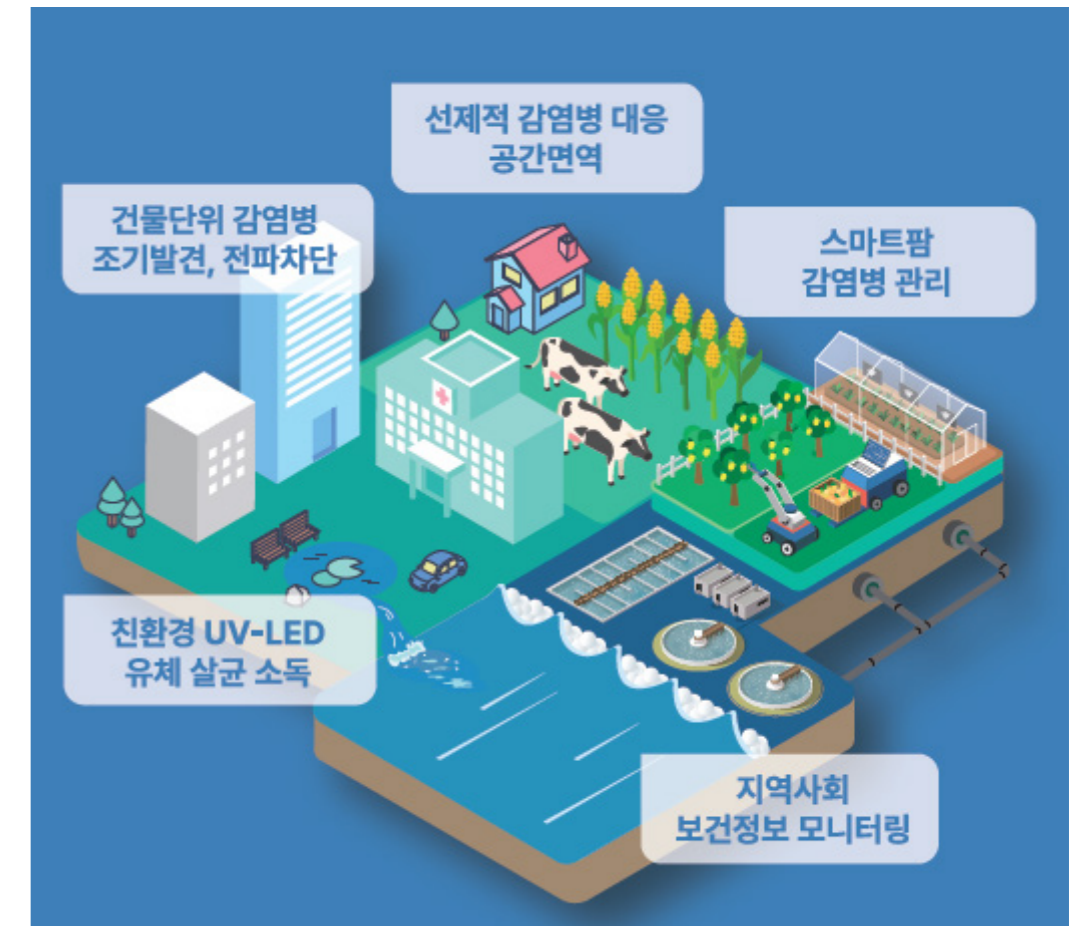 선제적 감염병 대응
공간면역
건물단위 감염병
조기발견, 전파차단
스마트팜
감염병 관리
친환경 UV-LED
유체 살균 소독
지역사회
보건정보 모니터링